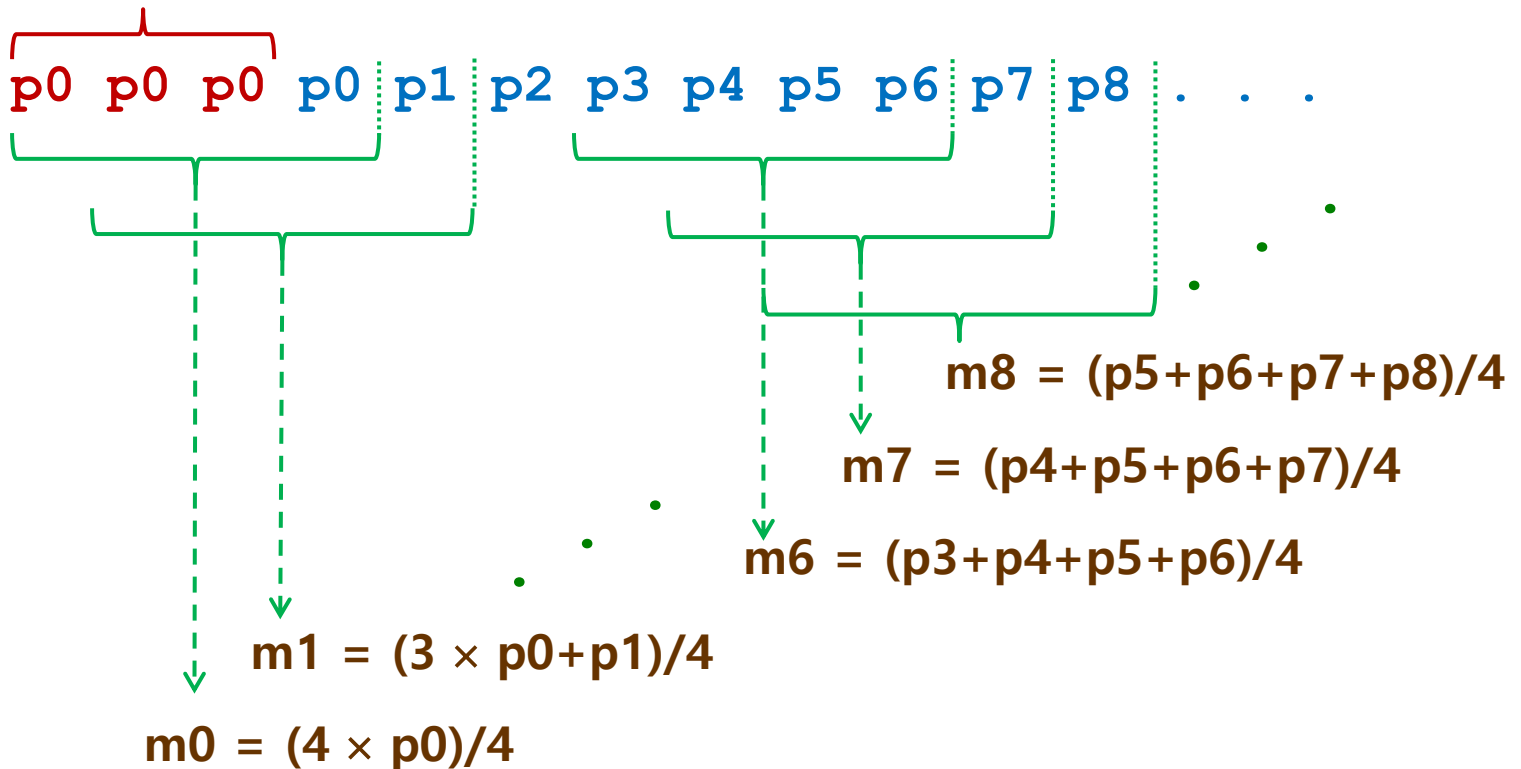 p0 p0 p0 p0 p1 p2 p3 p4 p5 p6 p7 p8 . . .
m8 = (p5+p6+p7+p8)/4
m7 = (p4+p5+p6+p7)/4
m6 = (p3+p4+p5+p6)/4
m1 = (3 × p0+p1)/4
m0 = (4 × p0)/4